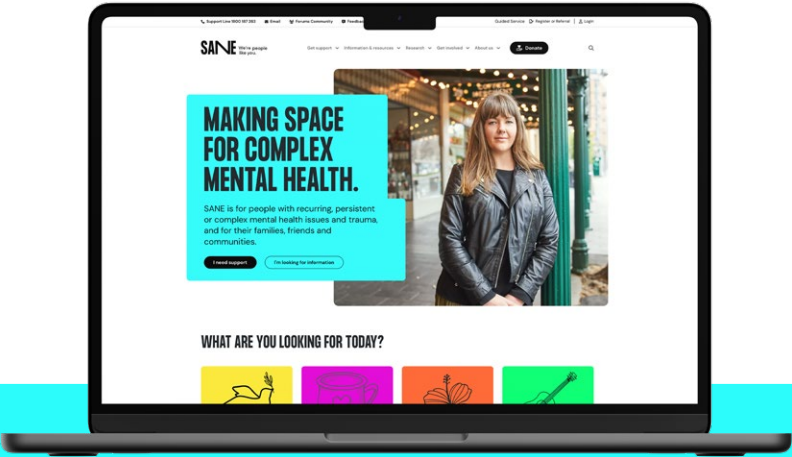 Support Line 1800 187 263 Email Forums Community Feedback Guided Service Register or Referral Login
SANE We're people like you.
Get support Information & resources Research Get involved About us Donate
MAKING SPACE
FOR COMPLEX
MENTAL HEALTH.
SANE is for people with recurring, persistent
or complex mental health issues and trauma,
and for their families, friends and
communities.
I need support I'm looking for information
WHAT ARE YOU LOOKING FOR TODAY?